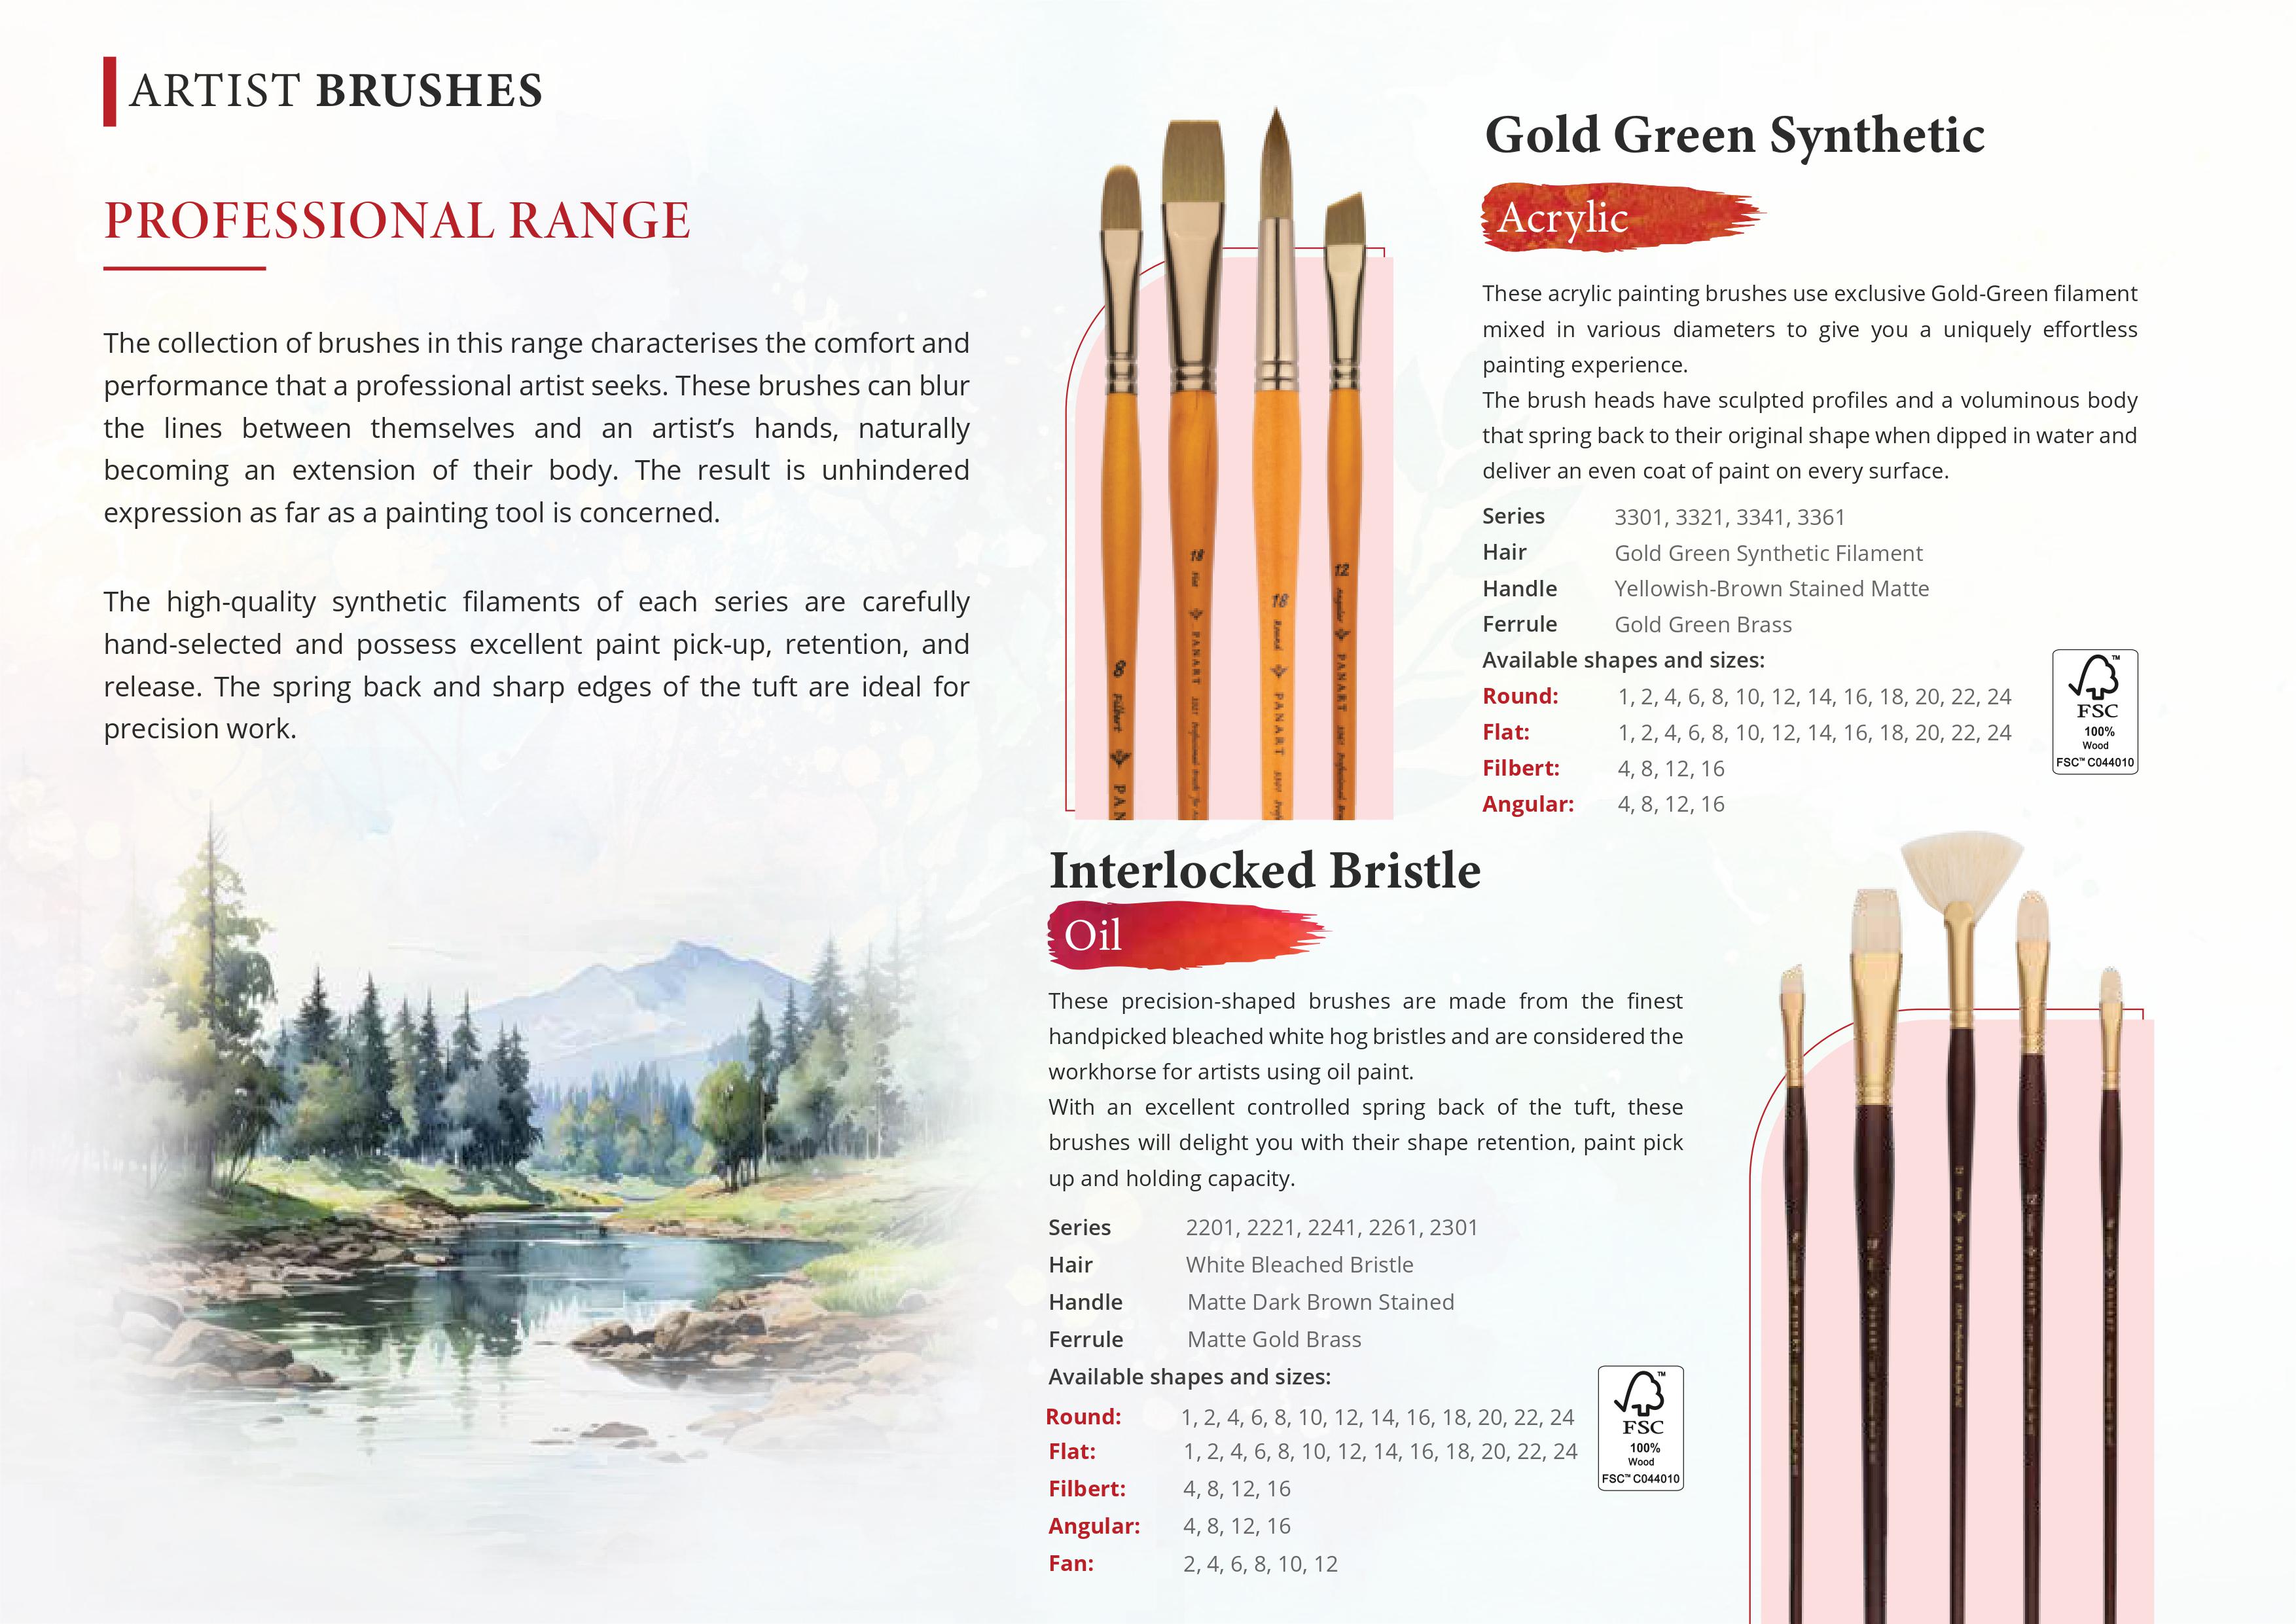 ARTIST BRUSHES
PROFESSIONAL RANGE
The collection of brushes in this range characterises the comfort and
performance that a professional artist seeks. These brushes can blur
the lines between themselves and an artist’s hands, naturally
becoming an extension of their body. The result is unhindered
expression as far as a painting tool is concerned.
The high-quality synthetic filaments of each series are carefully
hand-selected and possess excellent paint pick-up, retention, and
release. The spring back and sharp edges of the tuft are ideal for
precision work.
8 Filbert PAN
18 Flat PANART 3321 Professional Brush for
18 Round PANART 3301
12 Angular PANART 3361 Professional
Gold Green Synthetic
Acrylic
These acrylic painting brushes use exclusive Gold-Green filament
mixed in various diameters to give you a uniquely effortless
painting experience.
The brush heads have sculpted profiles and a voluminous body
that spring back to their original shape when dipped in water and
deliver an even coat of paint on every surface.
Series 3301, 3321, 3341, 3361
Hair Gold Green Synthetic Filament
Handle Yellowish-Brown Stained Matte
Ferrule Gold Green Brass
Available shapes and sizes:
Round: 1, 2, 4, 6, 8, 10, 12, 14, 16, 18, 20, 22, 24
Flat: 1, 2, 4, 6, 8, 10, 12, 14, 16, 18, 20, 22, 24
Filbert: 4, 8, 12, 16
Angular: 4, 8, 12, 16
FSC™
100%
Wood
FSC™ C044010
Interlocked Bristle
Oil
These precision-shaped brushes are made from the finest
handpicked bleached white hog bristles and are considered the
workhorse for artists using oil paint.
With an excellent controlled spring back of the tuft, these
brushes will delight you with their shape retention, paint pick
up and holding capacity.
Series 2201, 2221, 2241, 2261, 2301
Hair White Bleached Bristle
Handle Matte Dark Brown Stained
Ferrule Matte Gold Brass
Available shapes and sizes:
Round: 1, 2, 4, 6, 8, 10, 12, 14, 16, 18, 20, 22, 24
Flat: 1, 2, 4, 6, 8, 10, 12, 14, 16, 18, 20, 22, 24
Filbert: 4, 8, 12, 16
Angular: 4, 8, 12, 16
Fan: 2, 4, 6, 8, 10, 12
FSC™
100%
Wood
FSC™ C044010
PANART
PANART
PANART
PANART
PANART